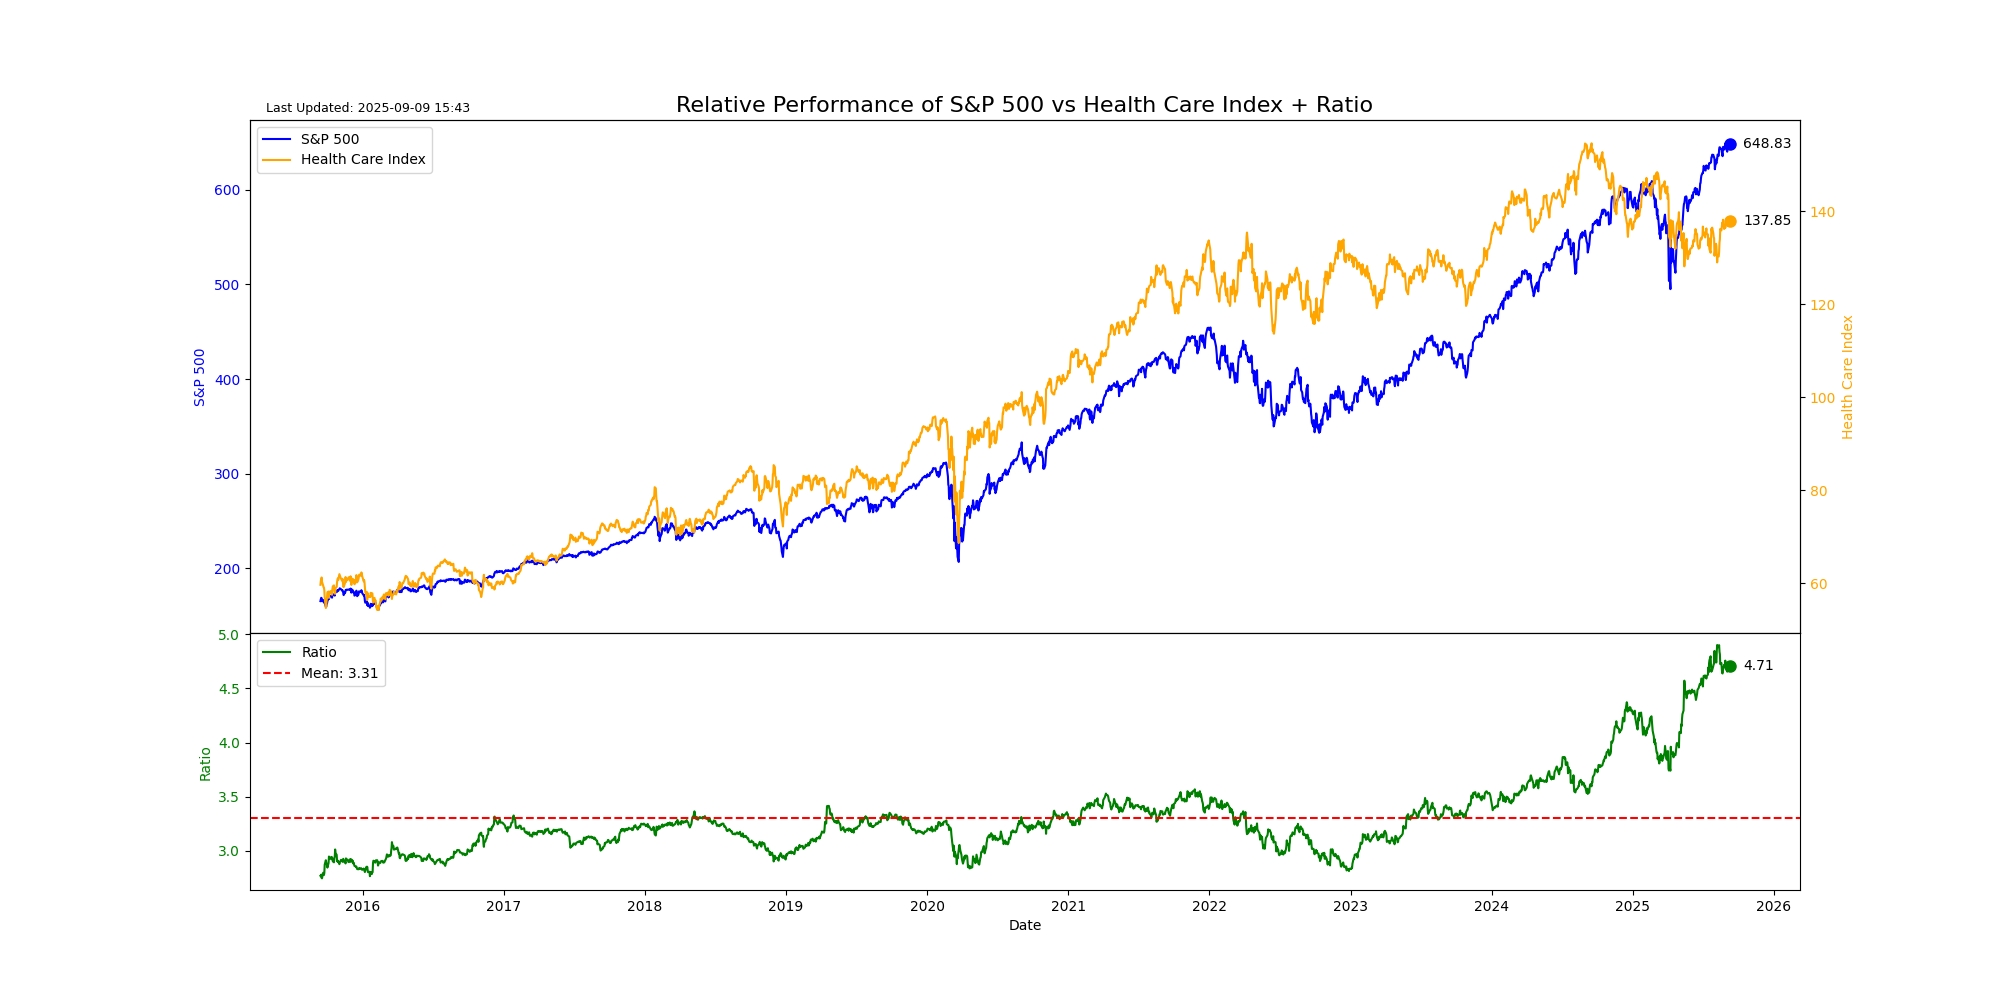 Last Updated: 2025-09-09 15:43
Relative Performance of S&P 500 vs Health Care Index + Ratio
S&P 500
Health Care Index
648.83
137.85
600
500
400
300
200
S&P 500
140
120
100
80
60
Health Care Index
Ratio
Mean: 3.31
4.71
5.0
4.5
4.0
3.5
3.0
Ratio
2016 2017 2018 2019 2020 2021 2022 2023 2024 2025 2026
Date